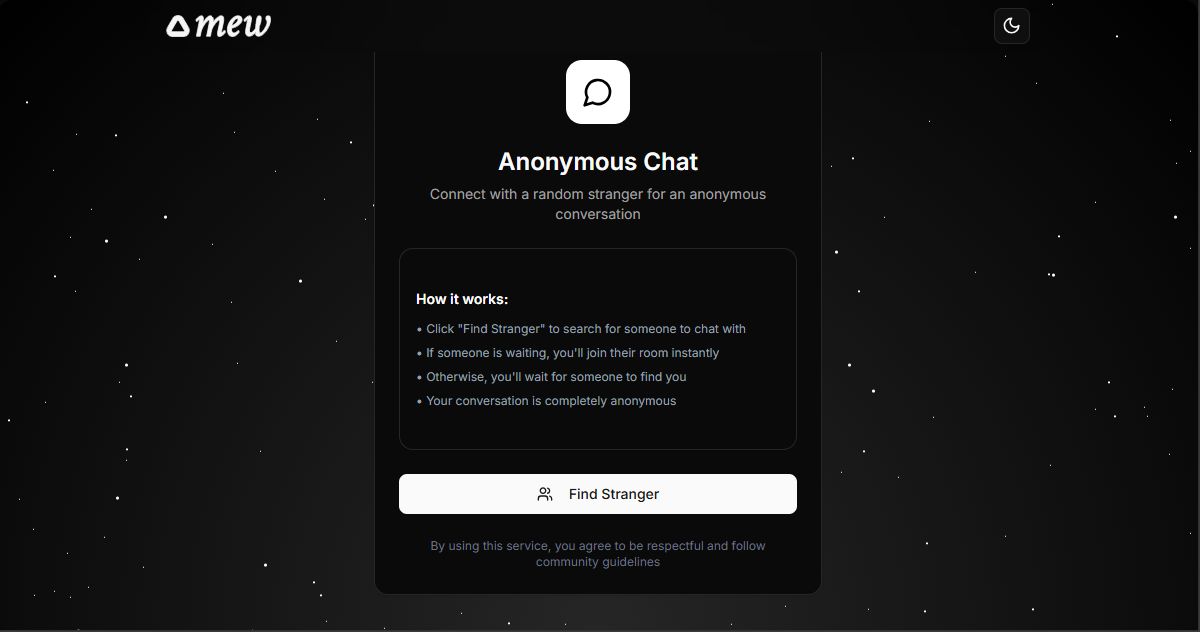 mew
Anonymous Chat
Connect with a random stranger for an anonymous
conversation
How it works:
• Click "Find Stranger" to search for someone to chat with
• If someone is waiting, you'll join their room instantly
• Otherwise, you'll wait for someone to find you
• Your conversation is completely anonymous
Find Stranger
By using this service, you agree to be respectful and follow
community guidelines